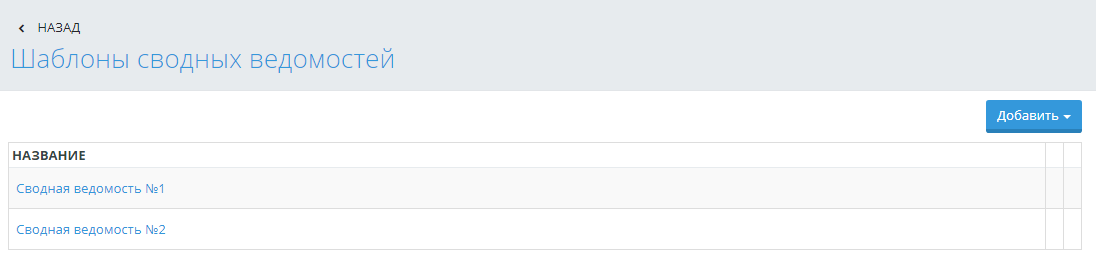 НАЗАД
Шаблоны сводных ведомостей
Добавить
НАЗВАНИЕ
Сводная ведомость №1
Сводная ведомость №2